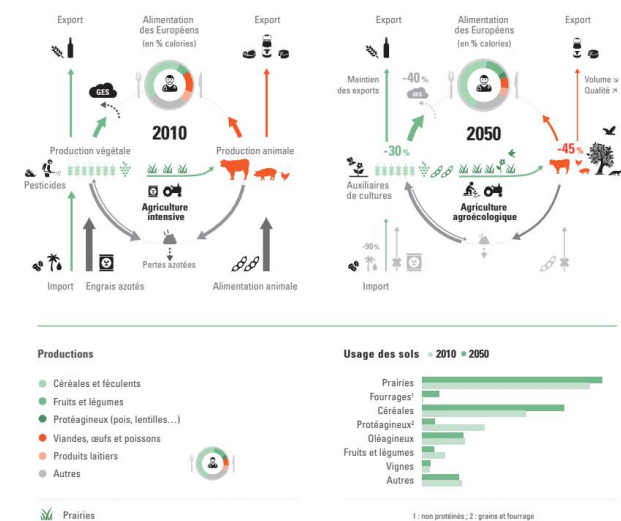 Export
Alimentation
des Européens
(en % calories)
Export
GES
2010
Production végétale
Production animale
Pesticides
Agriculture
intensive
Pertes azotées
Import
Engrais azotés
Alimentation animale
Export
Alimentation
des Européens
(en % calories)
Export
Maintien
des exports
-40 %
GES
Volume ↘
Qualité ↗
2050
-30 %
-45 %
Auxiliaires
de cultures
Agriculture
agroécologique
-90%
Import
Productions
Céréales et féculents
Fruits et légumes
Protéagineux (pois, lentilles…)
Viandes, œufs et poissons
Produits laitiers
Autres
Prairies
Usage des sols 2010 2050
Prairies
Fourrages¹
Céréales
Protéagineux²
Oléagineux
Fruits et légumes
Vignes
Autres
1 : non protéinés ; 2 : grains et fourrage